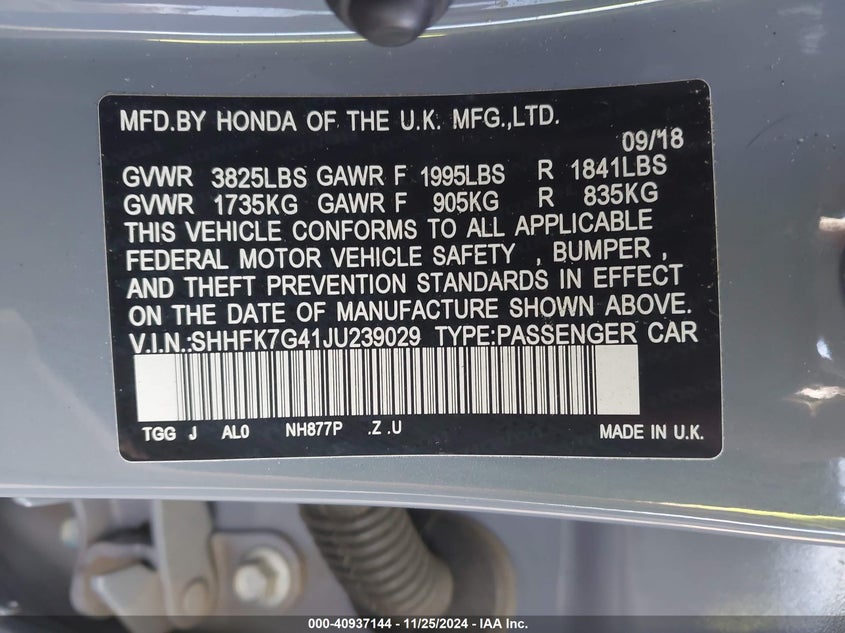 MFD.BY HONDA OF THE U.K. MFG.,LTD.
09/18
GVWR 3825LBS GAWR F 1995LBS R 1841LBS
GVWR 1735KG GAWR F 905KG R 835KG
THIS VEHICLE CONFORMS TO ALL APPLICABLE
FEDERAL MOTOR VEHICLE SAFETY , BUMPER ,
AND THEFT PREVENTION STANDARDS IN EFFECT
ON THE DATE OF MANUFACTURE SHOWN ABOVE.
V.I.N.:SHHFK7G41JU239029 TYPE:PASSENGER CAR
TGG J AL0 NH877P .Z .U MADE IN U.K.
000-40937144 - 11/25/2024 - IAA Inc.